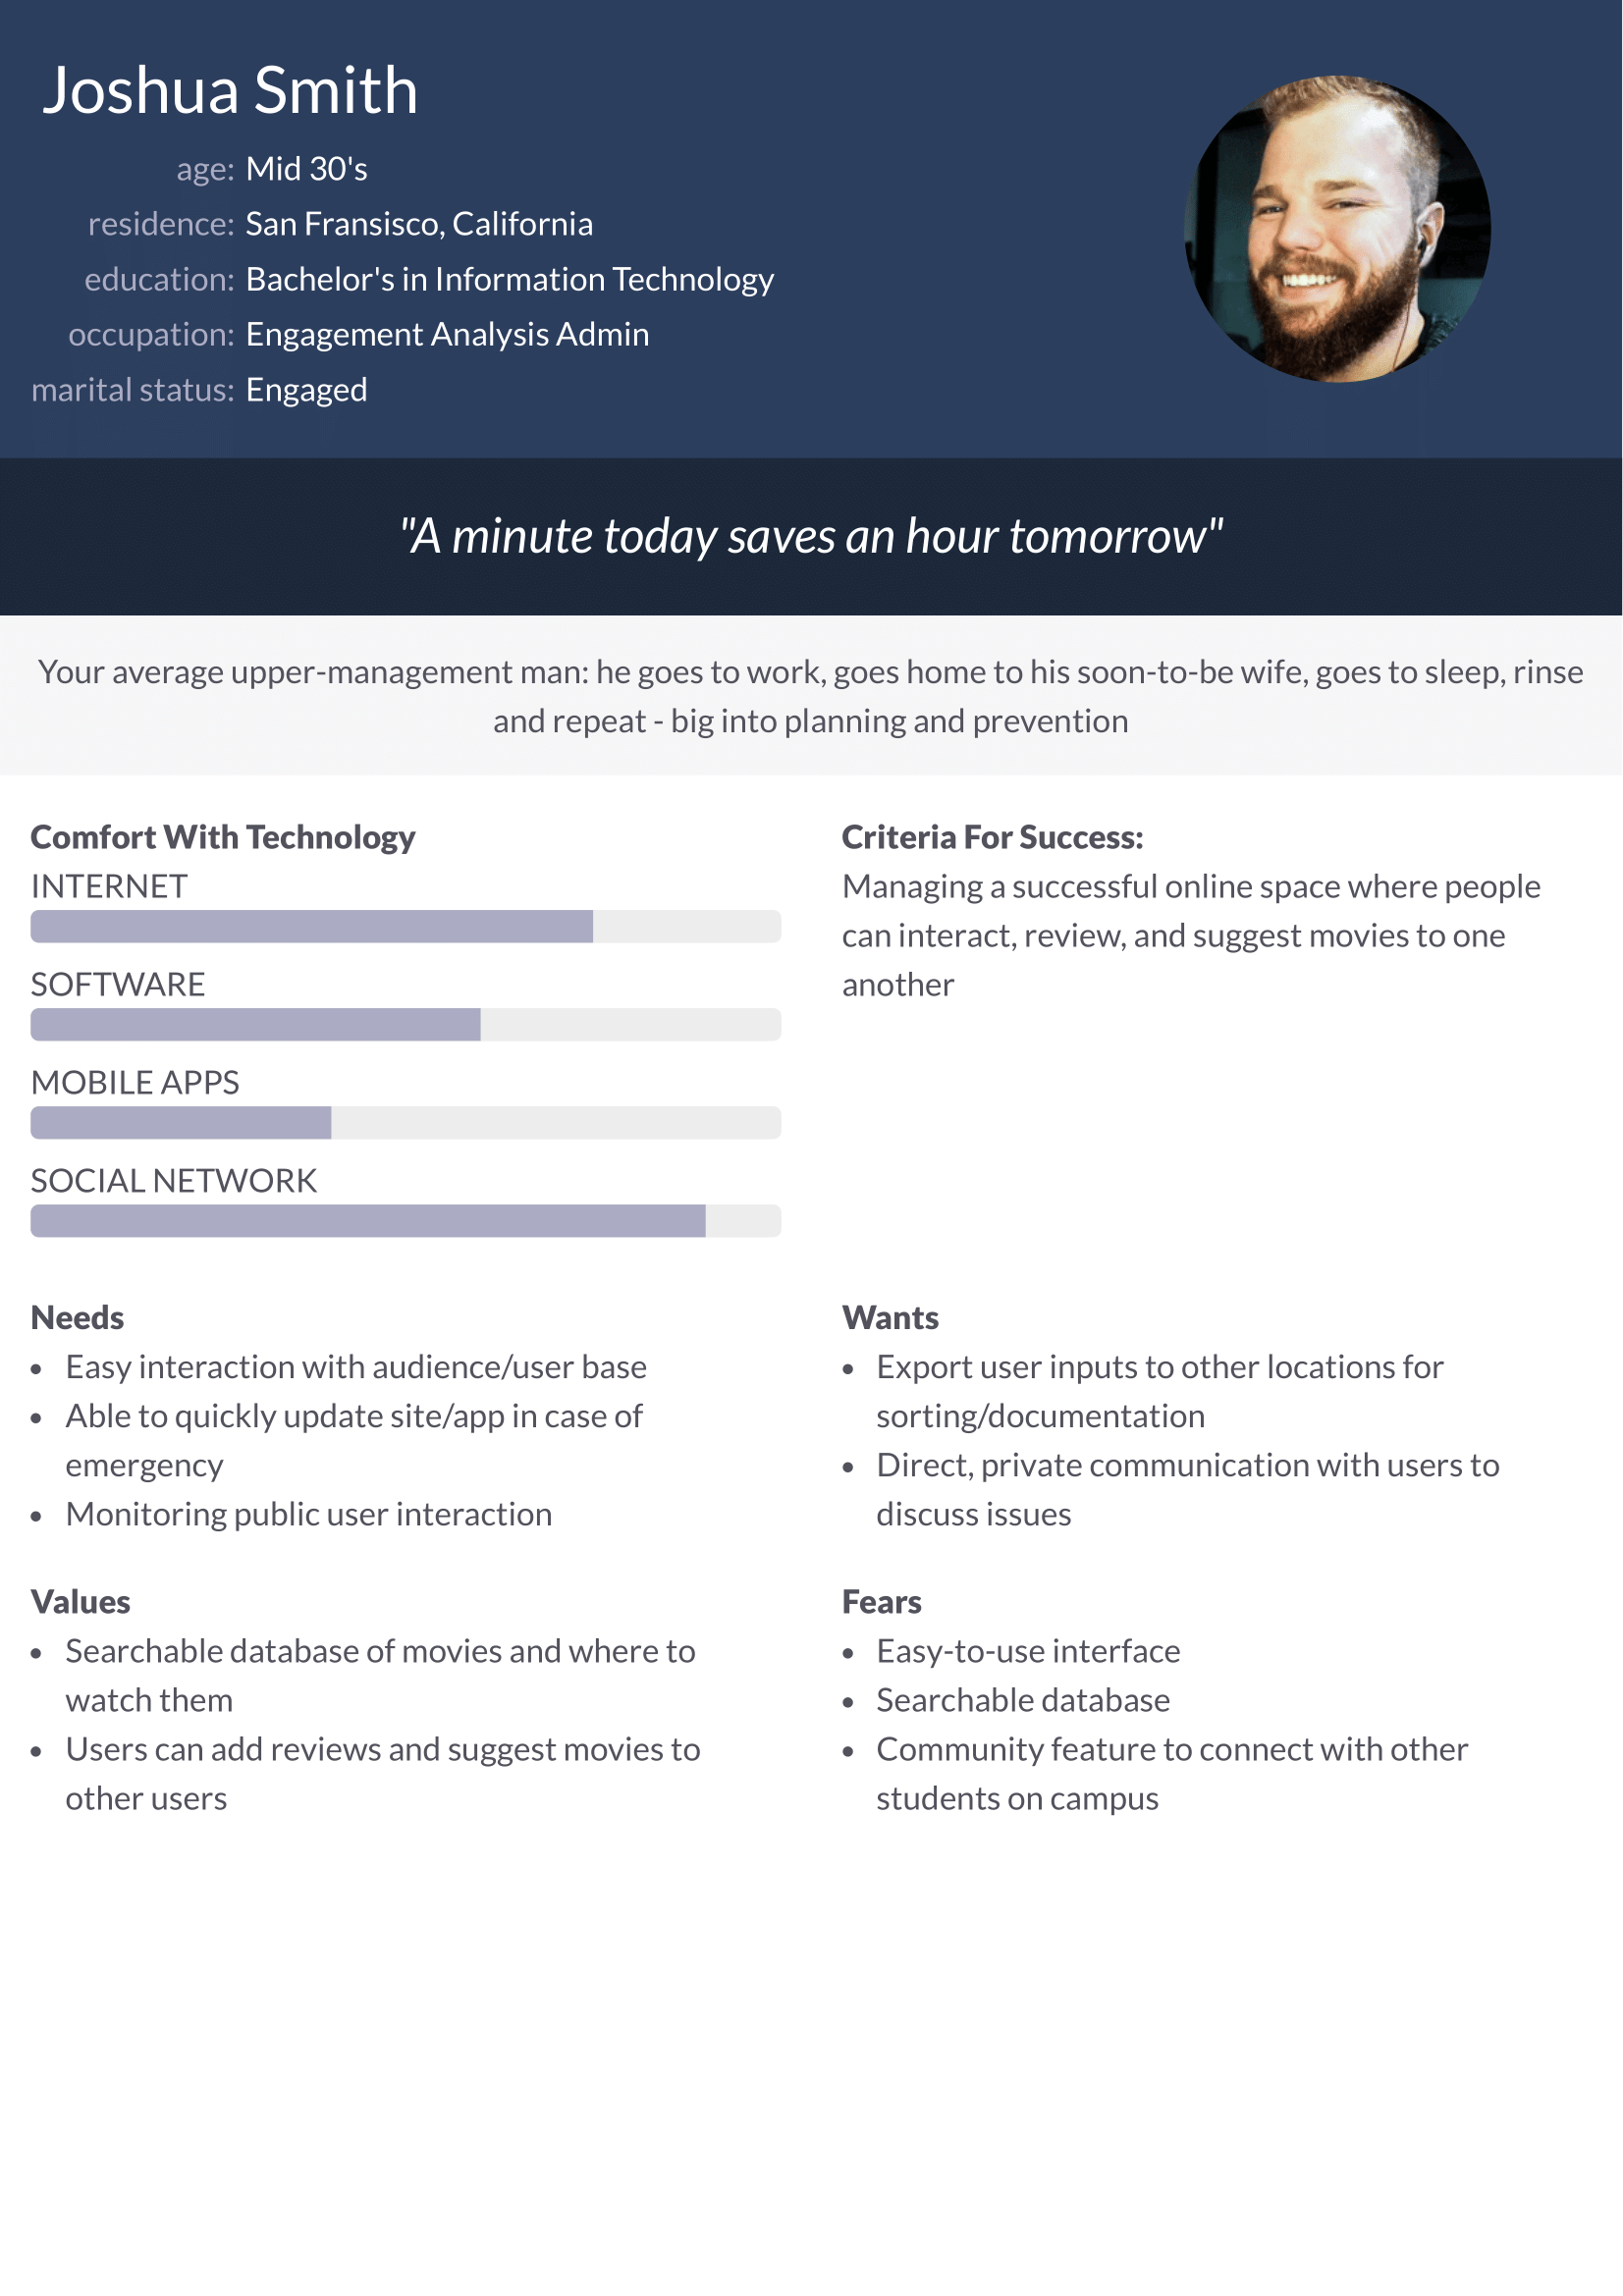 Joshua Smith
age: Mid 30's
residence: San Fransisco, California
education: Bachelor's in Information Technology
occupation: Engagement Analysis Admin
marital status: Engaged
"A minute today saves an hour tomorrow"
Your average upper-management man: he goes to work, goes home to his soon-to-be wife, goes to sleep, rinse
and repeat - big into planning and prevention
Comfort With Technology
INTERNET
SOFTWARE
MOBILE APPS
SOCIAL NETWORK
Criteria For Success:
Managing a successful online space where people
can interact, review, and suggest movies to one
another
Needs
• Easy interaction with audience/user base
• Able to quickly update site/app in case of
emergency
• Monitoring public user interaction
Wants
• Export user inputs to other locations for
sorting/documentation
• Direct, private communication with users to
discuss issues
Values
• Searchable database of movies and where to
watch them
• Users can add reviews and suggest movies to
other users
Fears
• Easy-to-use interface
• Searchable database
• Community feature to connect with other
students on campus